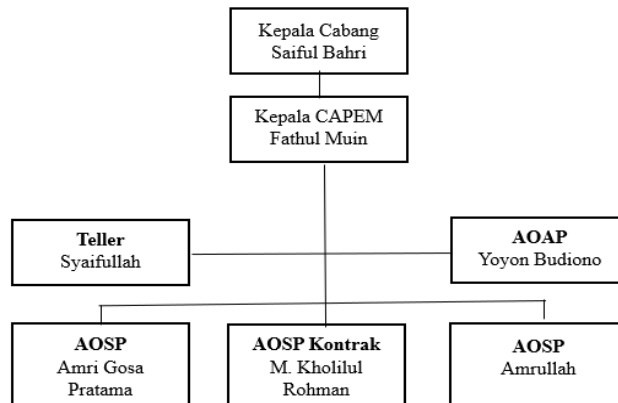 Kepala Cabang
Saiful Bahri
Kepala CAPEM
Fathul Muin
Teller
Syaifullah
AOAP
Yoyon Budiono
AOSP
Amri Gosa
Pratama
AOSP Kontrak
M. Kholilul
Rohman
AOSP
Amrullah